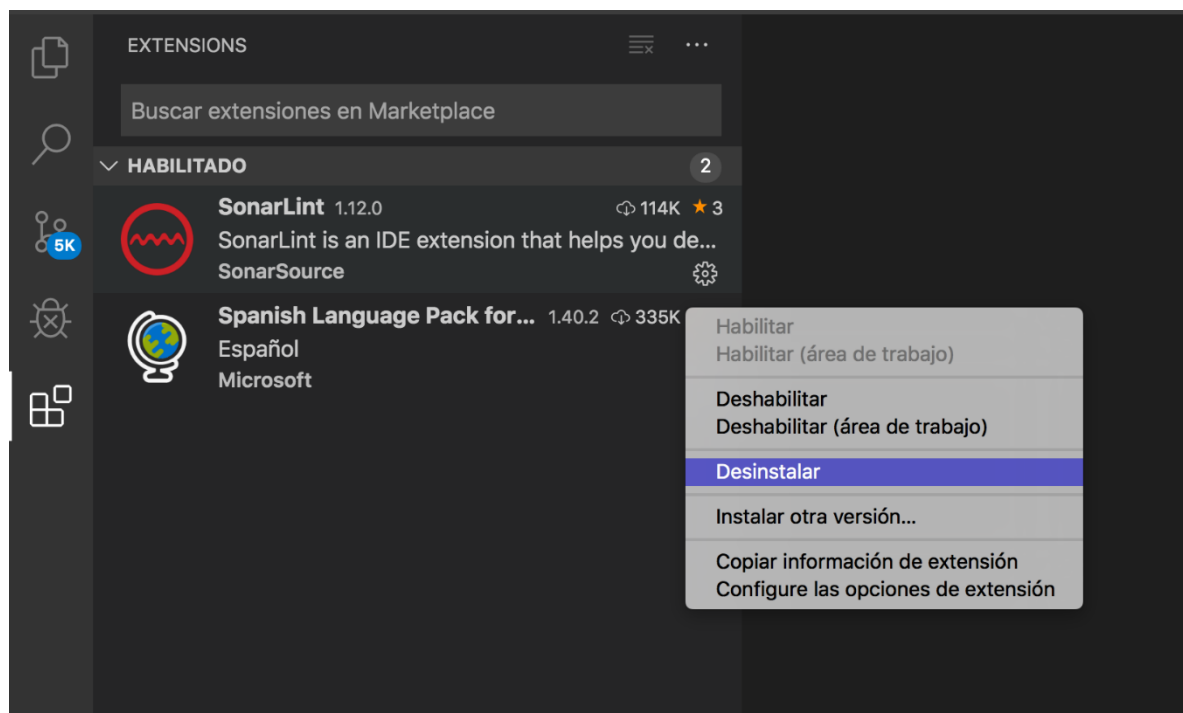 EXTENSIONS
Buscar extensiones en Marketplace
HABILITADO 2
SonarLint 1.12.0 114K ★ 3
SonarLint is an IDE extension that helps you de...
SonarSource
5K
Spanish Language Pack for... 1.40.2 335K
Español
Microsoft
Habilitar
Habilitar (área de trabajo)
Deshabilitar
Deshabilitar (área de trabajo)
Desinstalar
Instalar otra versión...
Copiar información de extensión
Configure las opciones de extensión